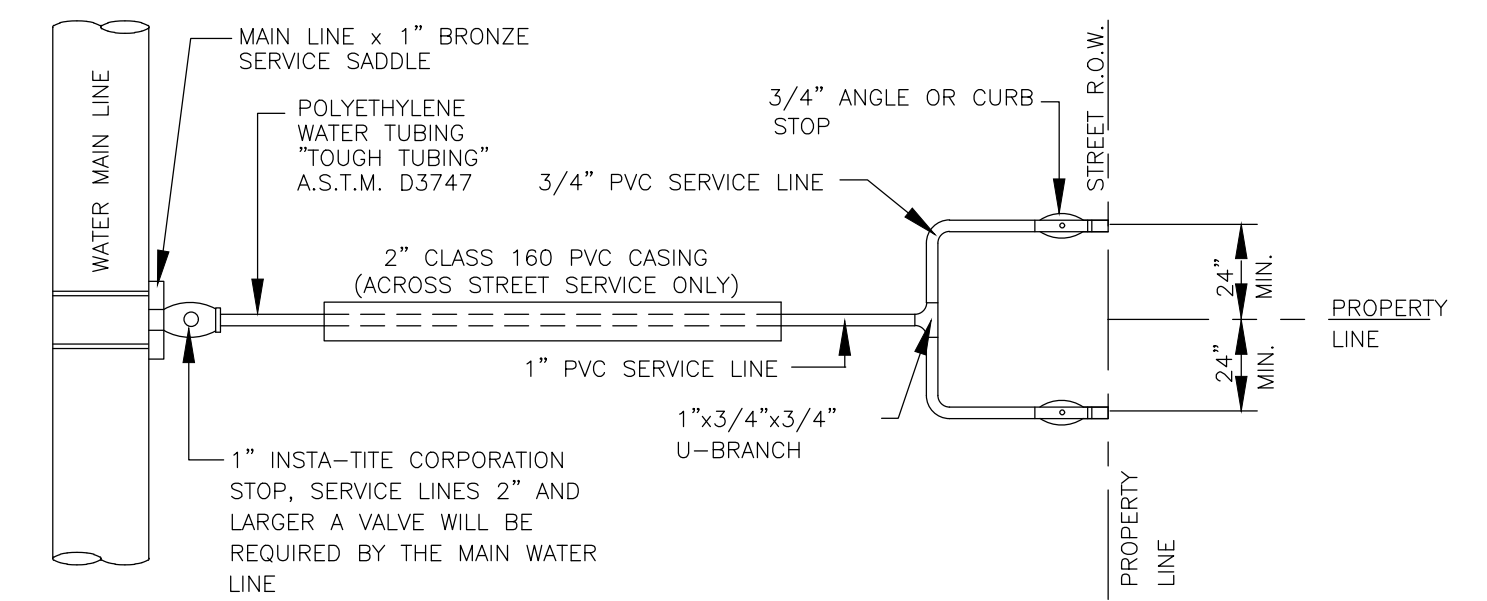 MAIN LINE x 1” BRONZE
SERVICE SADDLE
WATER MAIN LINE
POLYETHYLENE
WATER TUBING
”TOUGH TUBING”
A.S.T.M. D3747
3/4” ANGLE OR CURB
STOP
STREET R.O.W.
3/4” PVC SERVICE LINE
2” CLASS 160 PVC CASING
(ACROSS STREET SERVICE ONLY)
24”
MIN.
PROPERTY
LINE
24”
MIN.
1” PVC SERVICE LINE
1”x3/4”x3/4”
U-BRANCH
1” INSTA-TITE CORPORATION
STOP, SERVICE LINES 2” AND
LARGER A VALVE WILL BE
REQUIRED BY THE MAIN WATER
LINE
PROPERTY
LINE